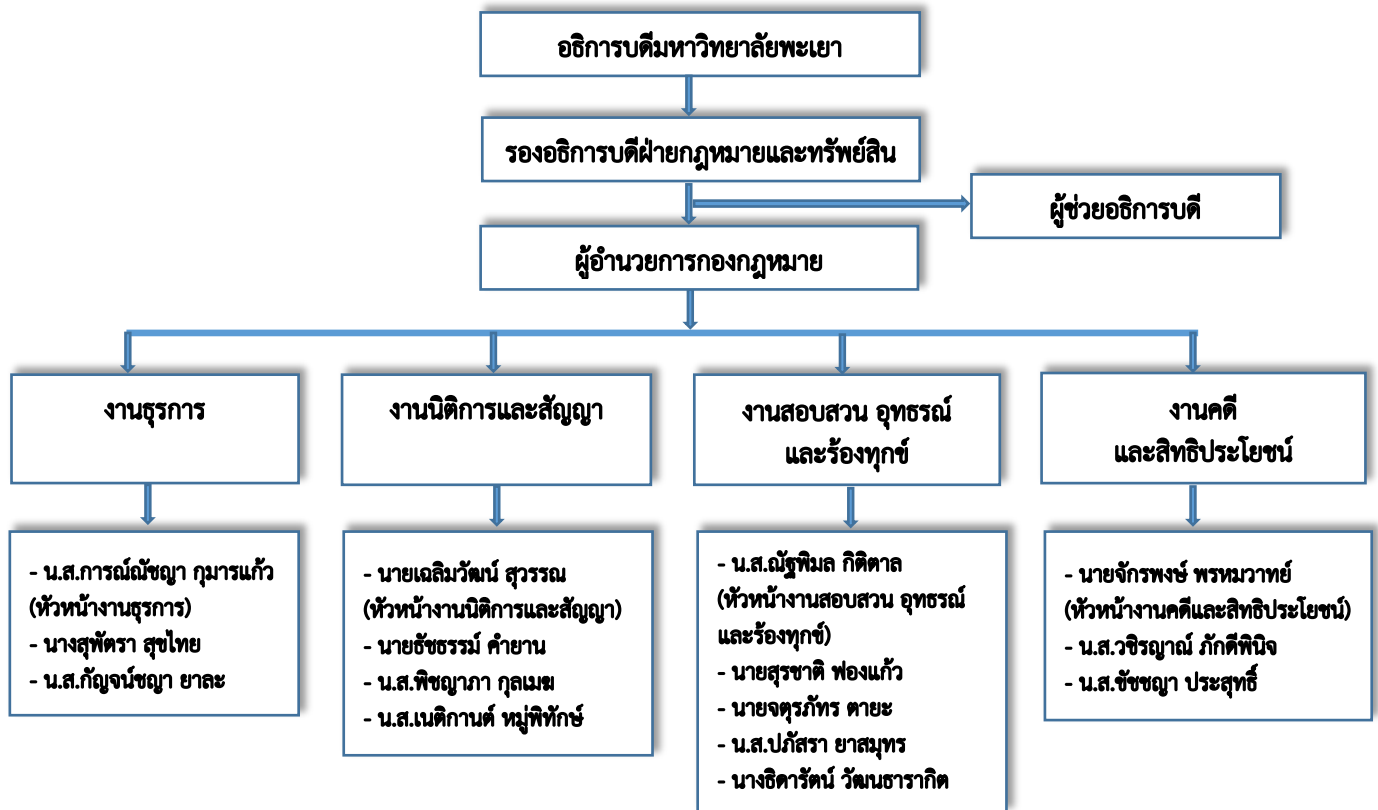 อธิการบดีมหาวิทยาลัยพะเยา
รองอธิการบดีฝ่ายกฎหมายและทรัพย์สิน
ผู้ช่วยอธิการบดี
ผู้อำนวยการกองกฎหมาย
งานธุรการ
งานนิติการและสัญญา
งานสอบสวน อุทธรณ์
และร้องทุกข์
งานคดี
และสิทธิประโยชน์
- น.ส.การณ์ณัชญา กุมารแก้ว
(หัวหน้างานธุรการ)
- นางสุพัตรา สุขไทย
- น.ส.กัญจน์ชญา ยาละ
- นายเฉลิมวัฒน์ สุวรรณ
(หัวหน้างานนิติการและสัญญา)
- นายธัชธรรม์ คำยาน
- น.ส.พิชญาภา กุลเมฆ
- น.ส.เนติกานต์ หมู่พิทักษ์
- น.ส.ณัฐพิมล กิติตาล
(หัวหน้างานสอบสวน อุทธรณ์
และร้องทุกข์)
- นายสุรชาติ ฟองแก้ว
- นายจตุรภัทร ตายะ
- น.ส.ปภัสรา ยาสมุทร
- นางธิดารัตน์ วัฒนธารากิต
- นายจักรพงษ์ พรหมวาทย์
(หัวหน้างานคดีและสิทธิประโยชน์)
- น.ส.วชิรญาณ์ ภักดีพินิจ
- น.ส.ขัชชญา ประสุทธิ์